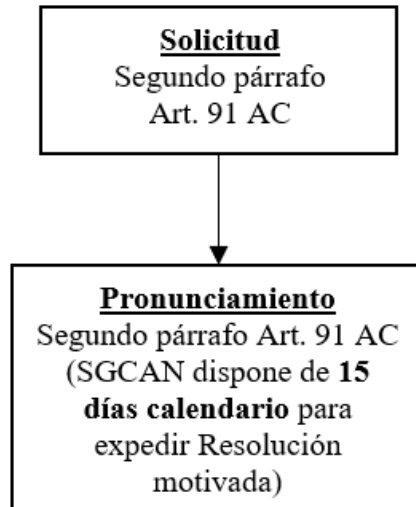 Solicitud
Segundo párrafo
Art. 91 AC
Pronunciamiento
Segundo párrafo Art. 91 AC
(SGCAN dispone de 15
días calendario para
expedir Resolución
motivada)